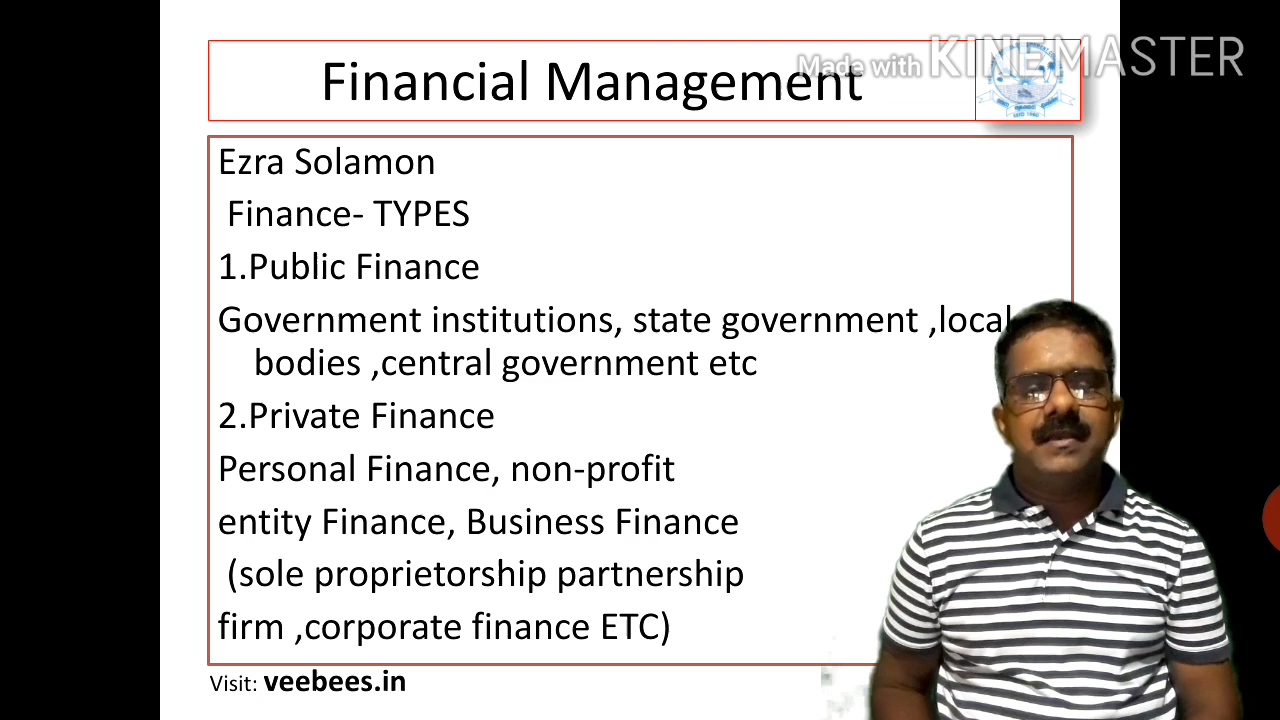 Made with KINEMASTER
Financial Management
Ezra Solamon
Finance- TYPES
1.Public Finance
Government institutions, state government ,local
bodies ,central government etc
2.Private Finance
Personal Finance, non-profit
entity Finance, Business Finance
(sole proprietorship partnership
firm ,corporate finance ETC)
Visit: veebees.in